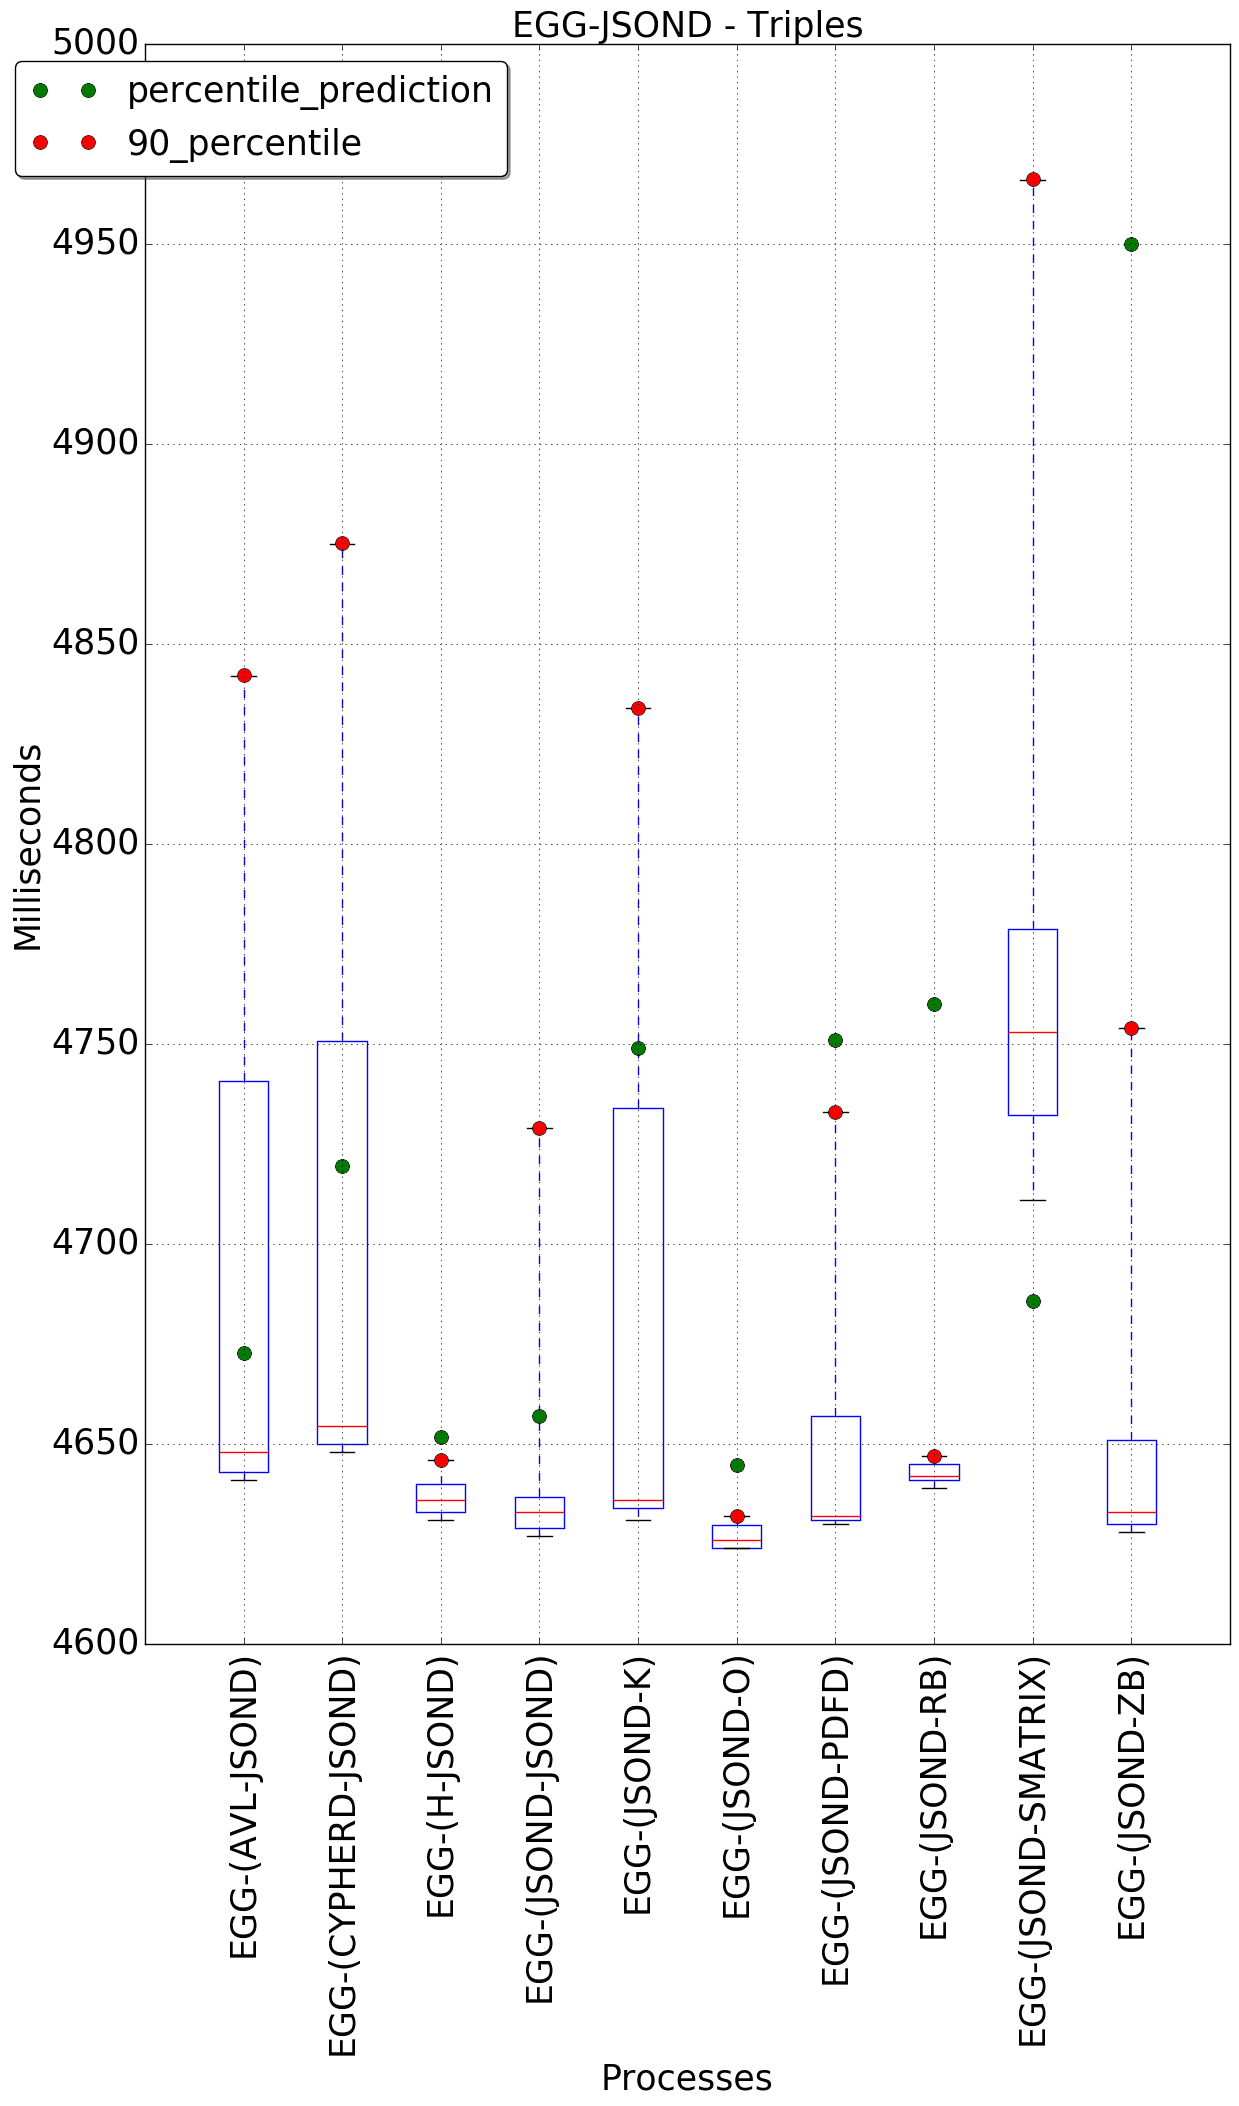 EGG-JSOND - Triples
percentile_prediction
90_percentile
5000
4950
4900
4850
4800
4750
4700
4650
4600
Milliseconds
EGG-(AVL-JSOND)
EGG-(CYPHERD-JSOND)
EGG-(H-JSOND)
EGG-(JSOND-JSOND)
EGG-(JSOND-K)
EGG-(JSOND-O)
EGG-(JSOND-PDFD)
EGG-(JSOND-RB)
EGG-(JSOND-SMATRIX)
EGG-(JSOND-ZB)
Processes